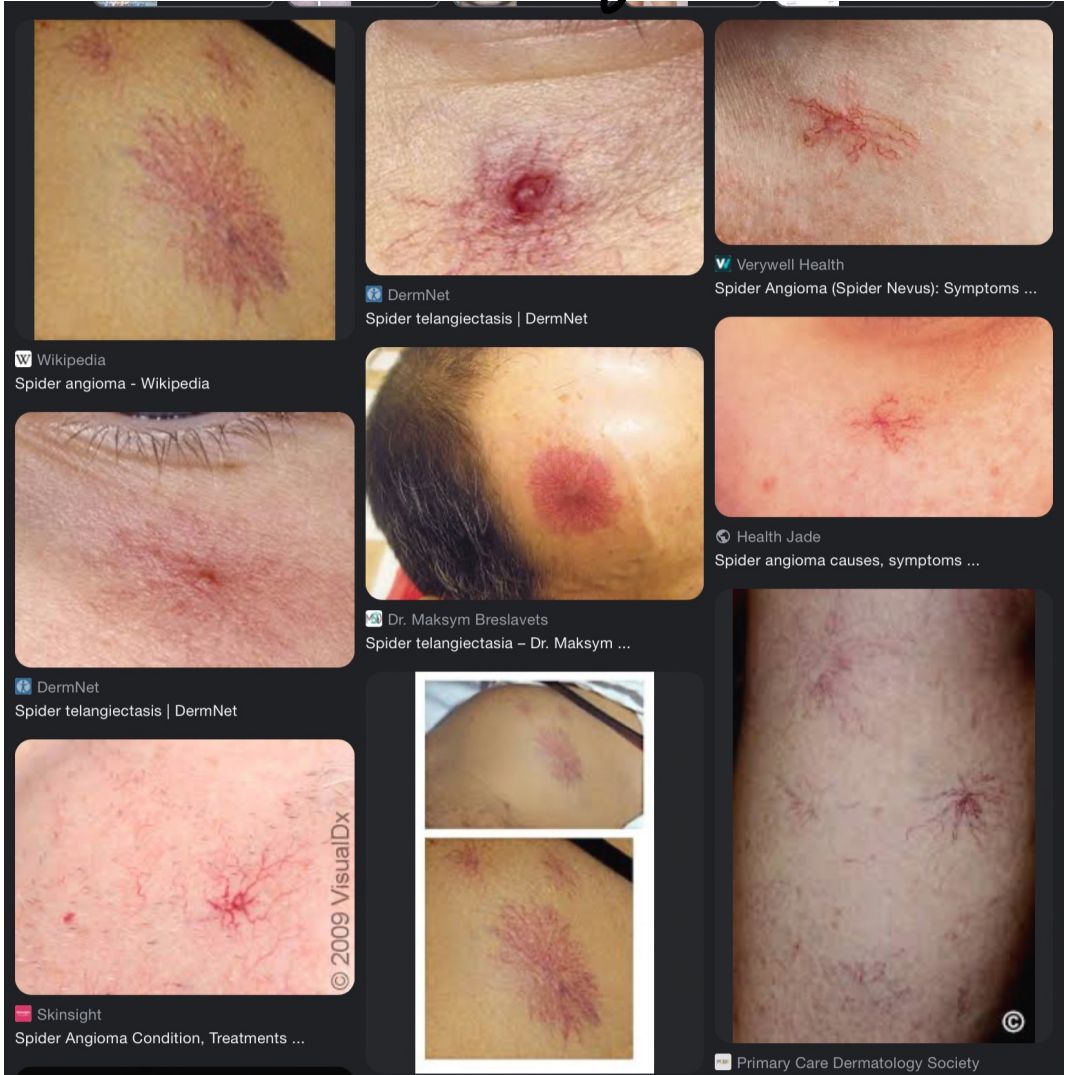 Wikipedia
Spider angioma - Wikipedia
DermNet
Spider telangiectasis | DermNet
Verywell Health
Spider Angioma (Spider Nevus): Symptoms ...
Health Jade
Spider angioma causes, symptoms ...
Dr. Maksym Breslavets
Spider telangiectasia – Dr. Maksym ...
DermNet
Spider telangiectasis | DermNet
© 2009 VisualDx
Skinsight
Spider Angioma Condition, Treatments ...
©
Primary Care Dermatology Society